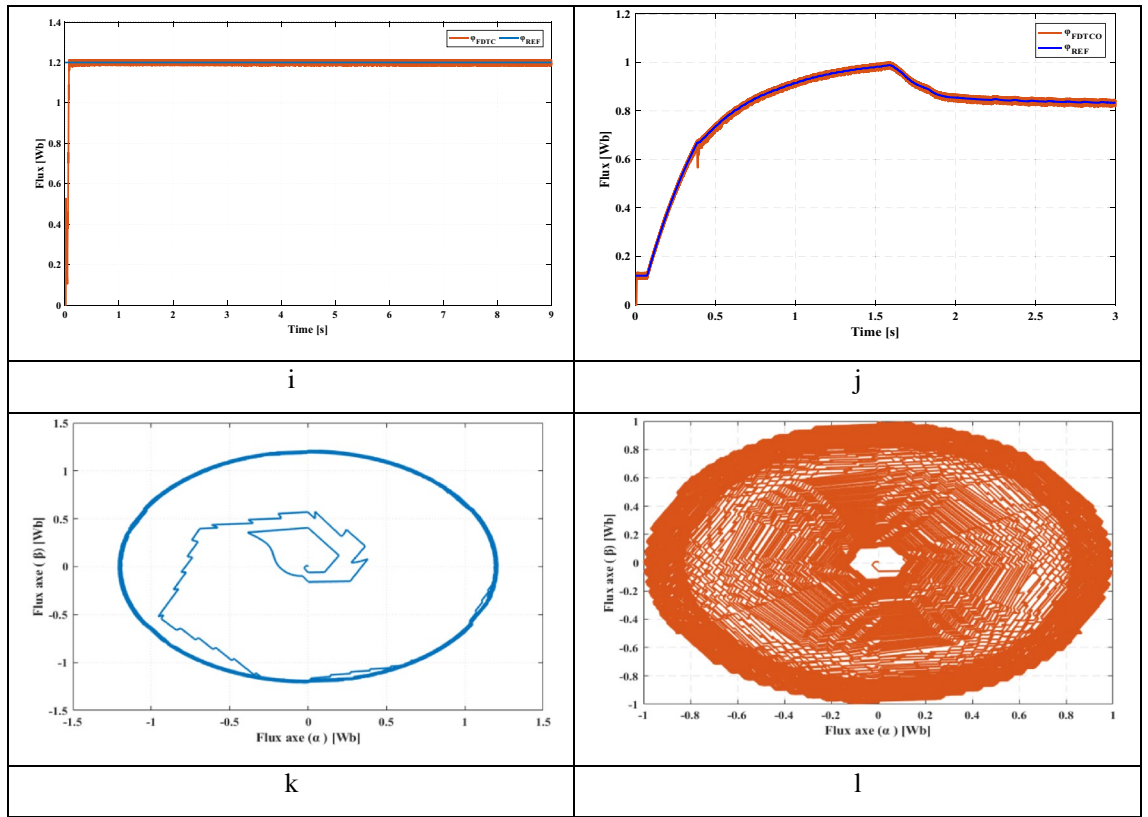 1.4
1.2
1
0.8
0.6
0.4
0.2
0
Flux [Wb]
φFDTC φREF
0 1 2 3 4 5 6 7 8 9
Time [s]
1.2
1
0.8
0.6
0.4
0.2
0
Flux [Wb]
φFDTCO
φREF
0 0.5 1 1.5 2 2.5 3
Time [s]
i
j
1.5
1
0.5
0
-0.5
-1
-1.5
Flux axe ( β) [Wb)
-1.5 -1 -0.5 0 0.5 1 1.5
Flux axe (α ) [Wb]
1
0.8
0.6
0.4
0.2
0
-0.2
-0.4
-0.6
-0.8
-1
Flux axe ( β) [Wb)
-1 -0.8 -0.6 -0.4 -0.2 0 0.2 0.4 0.6 0.8 1
Flux axe (α ) [Wb]
k
l